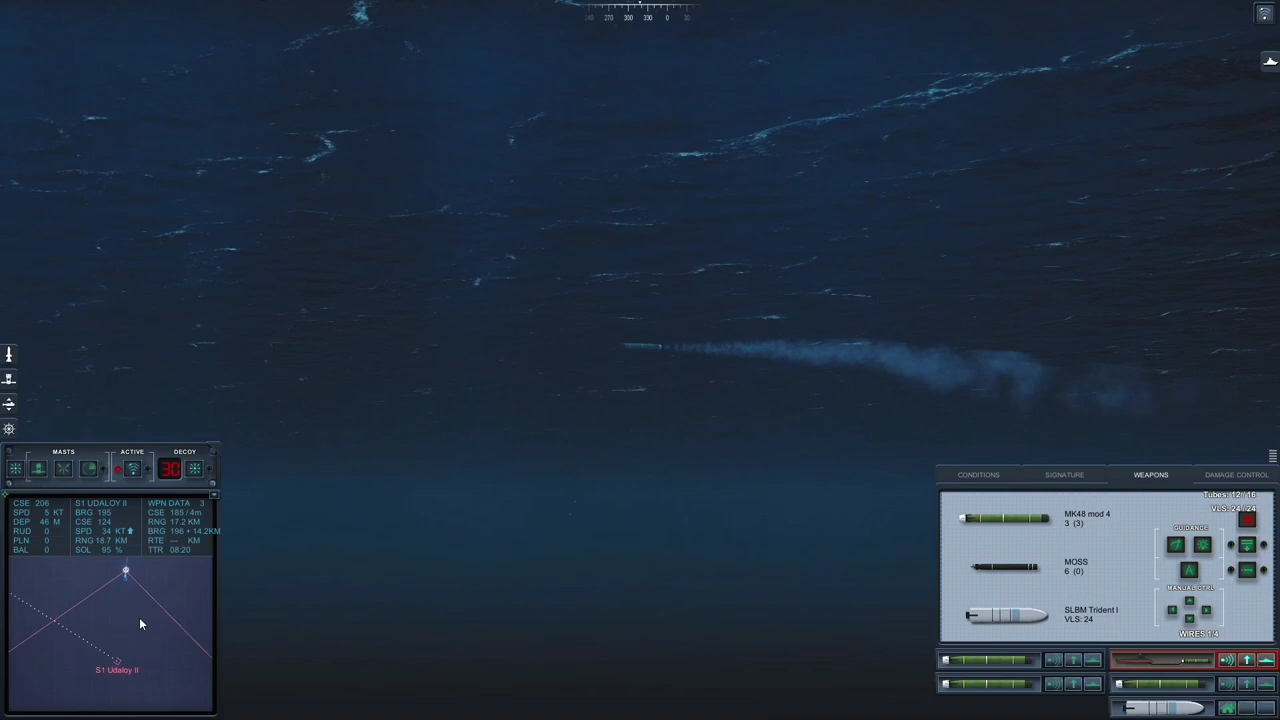 240 270 300 330 0 30
MASTS ACTIVE DECOY
30
CSE 206 S1 UDALOY II WPN DATA 3
SPD 5 KT BRG 195 CSE 185 / 4m
DEP 46 M CSE 124 RNG 17.2 KM
RUD 0 SPD 34 KT BRG 196 + 14.2KM
PLN 0 RNG 18.7 KM RTE --- KM
BAL 0 SOL 95 % TTR 08:20
S1 Udaloy II
CONDITIONS SIGNATURE WEAPONS DAMAGE CONTROL
Tubes: 12 / 16
VLS: 24 / 24
MK48 mod 4
3 (3)
GUIDANCE
A
MOSS
6 (0)
MANUAL CTRL
SLBM Trident I
VLS: 24
WIRES 1/4